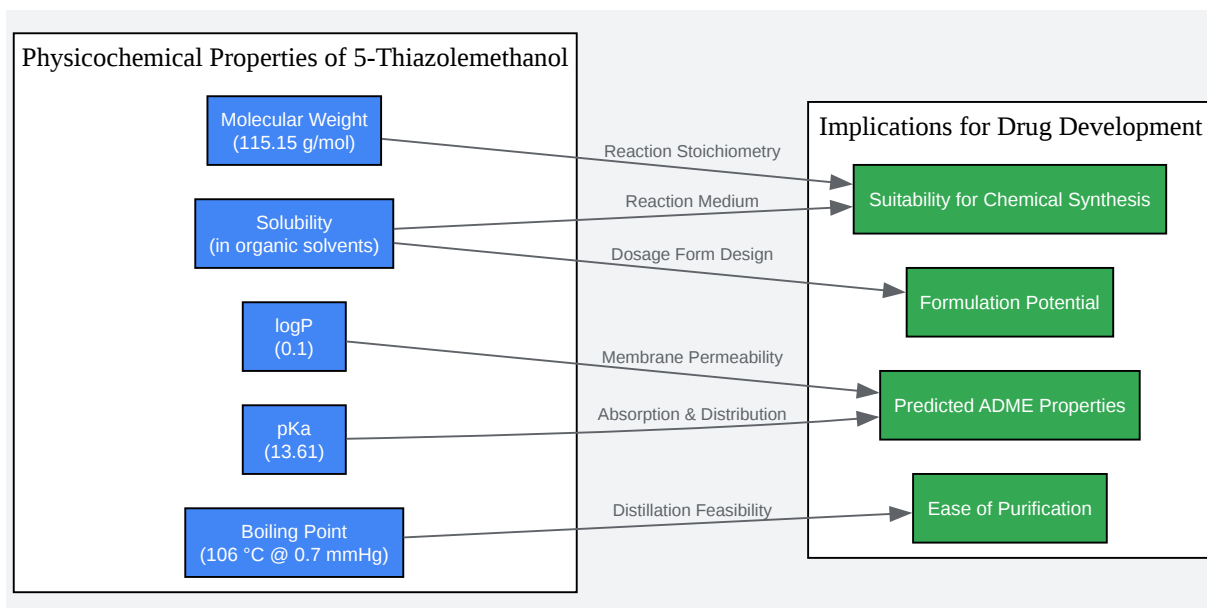 Physicochemical Properties of 5-Thiazolemethanol
Molecular Weight
(115.15 g/mol)
Solubility
(in organic solvents)
logP
(0.1)
pKa
(13.61)
Boiling Point
(106 °C @ 0.7 mmHg)
Reaction Stoichiometry
Reaction Medium
Dosage Form Design
Membrane Permeability
Absorption & Distribution
Distillation Feasibility
Implications for Drug Development
Suitability for Chemical Synthesis
Formulation Potential
Predicted ADME Properties
Ease of Purification